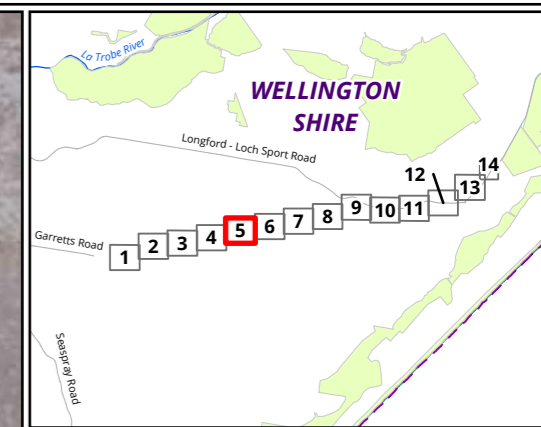 La Trobe River
WELLINGTON
SHIRE
Longford - Loch Sport Road
12
14
13
9
10
11
8
7
6
5
4
3
2
1
Garretts Road
Seaspray Road